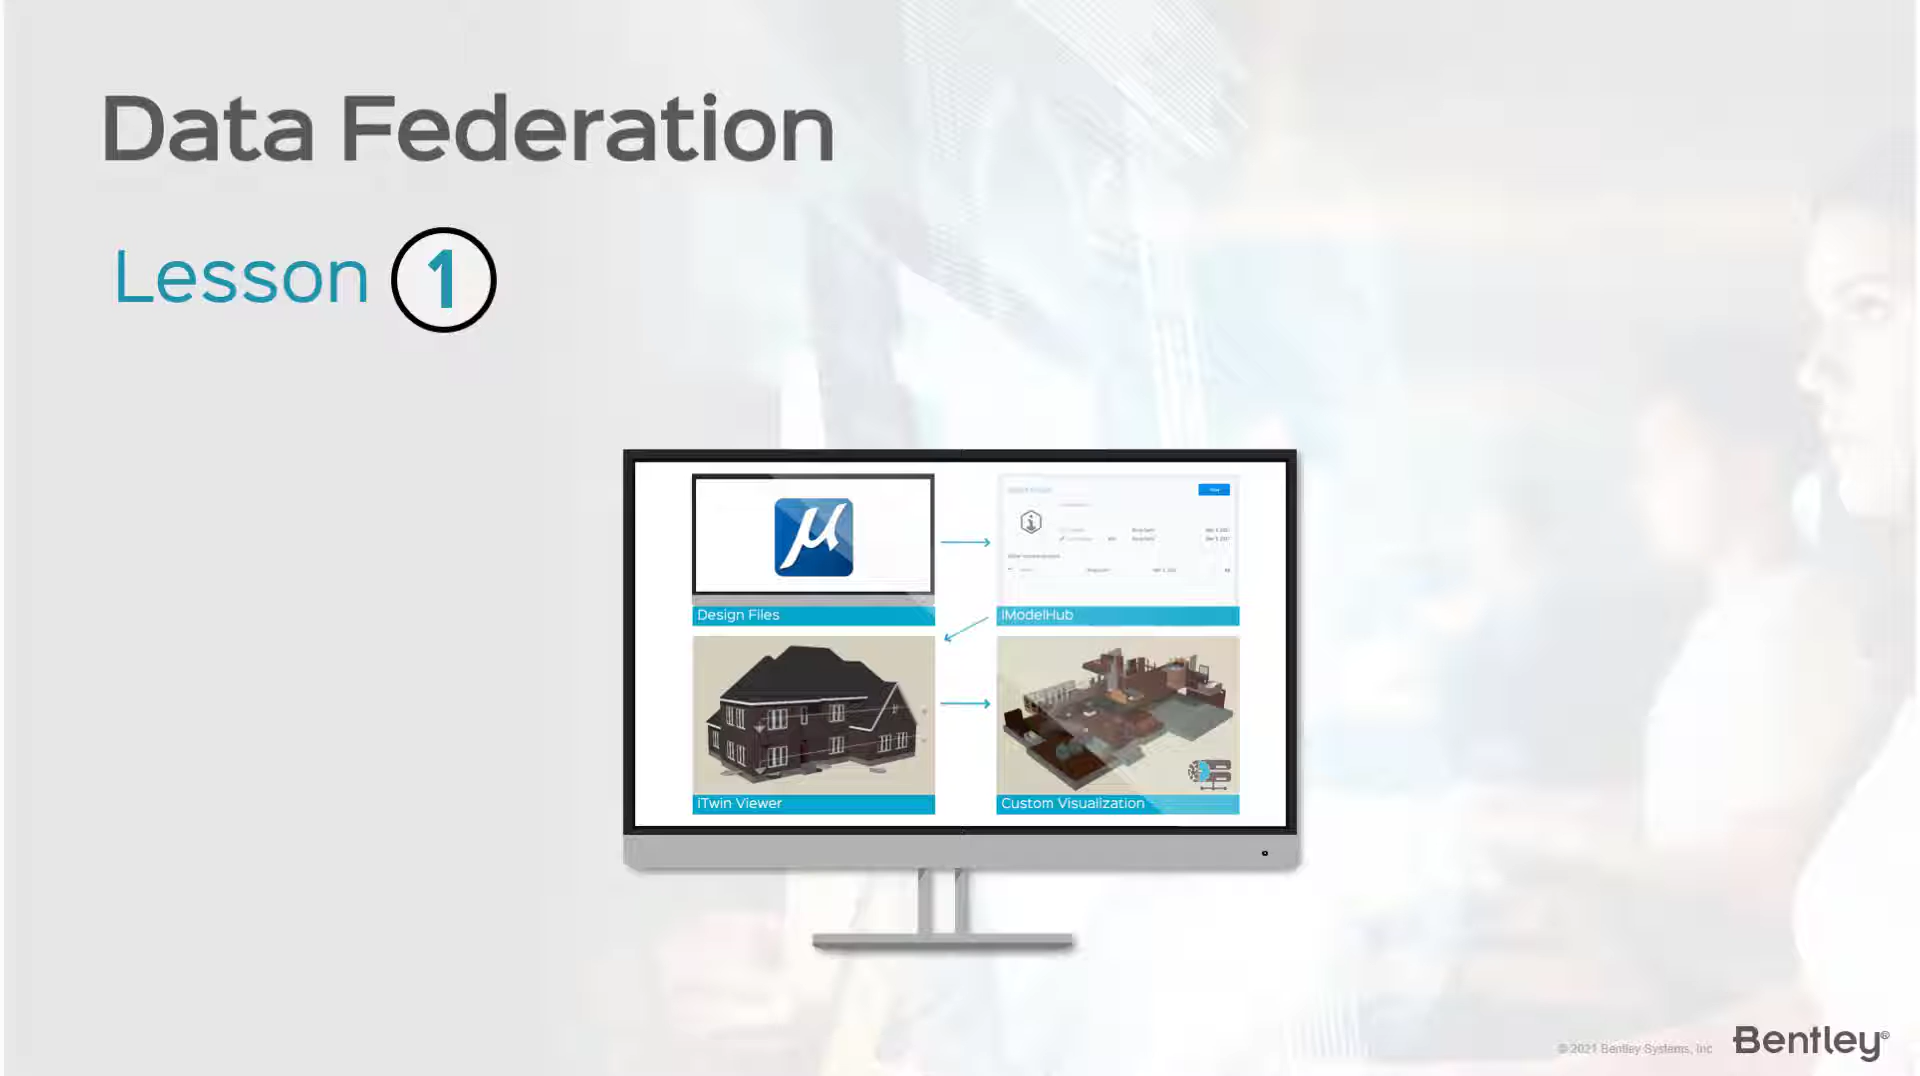 Data Federation
Lesson 1
Design Files
iModelHub
iTwin Viewer
Custom Visualization
© 2021 Bentley Systems, Inc
Bentley®